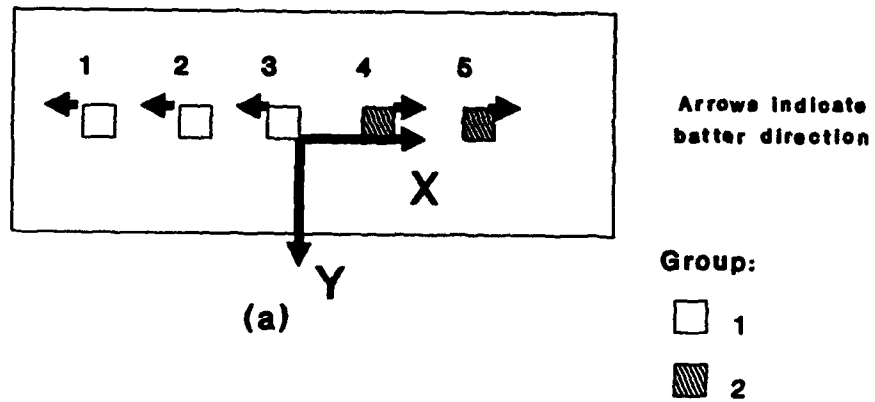 1 2 3 4 5
Arrows indicate
batter direction
X
Y
(a)
Group:
1
2